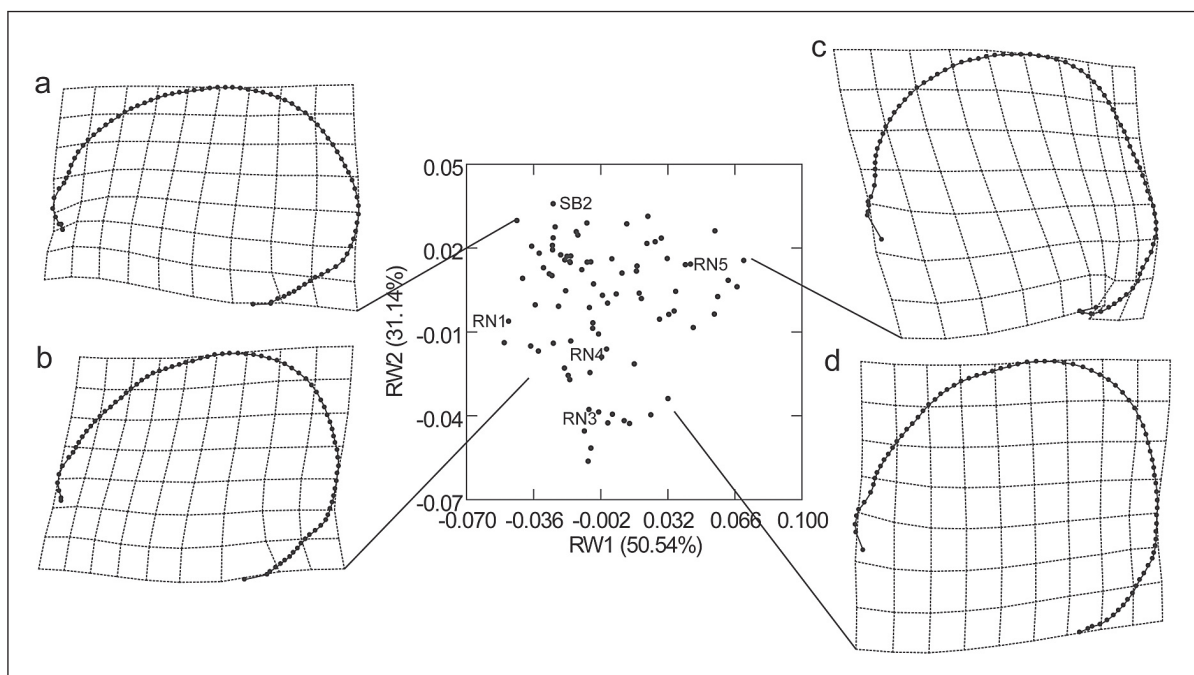 a
c
0.05
SB2
0.02
RN5
RW2 (31.14%)
RN1
-0.01
b
RN4
d
-0.04
RN3
-0.07
-0.070 -0.036 -0.002 0.032 0.066 0.100
RW1 (50.54%)